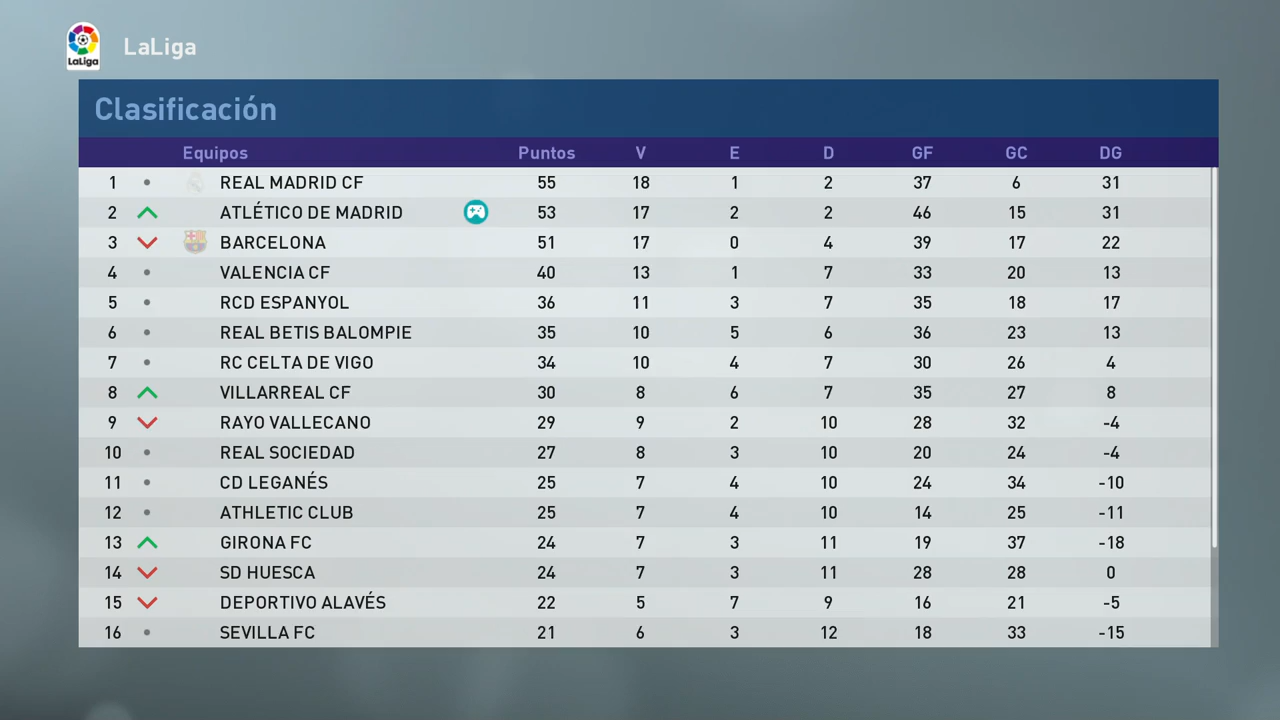 LaLiga
LaLiga
Clasificación
Equipos Puntos V E D GF GC DG
1 REAL MADRID CF 55 18 1 2 37 6 31
2 ATLÉTICO DE MADRID 53 17 2 2 46 15 31
3 BARCELONA 51 17 0 4 39 17 22
4 VALENCIA CF 40 13 1 7 33 20 13
5 RCD ESPANYOL 36 11 3 7 35 18 17
6 REAL BETIS BALOMPIE 35 10 5 6 36 23 13
7 RC CELTA DE VIGO 34 10 4 7 30 26 4
8 VILLARREAL CF 30 8 6 7 35 27 8
9 RAYO VALLECANO 29 9 2 10 28 32 -4
10 REAL SOCIEDAD 27 8 3 10 20 24 -4
11 CD LEGANÉS 25 7 4 10 24 34 -10
12 ATHLETIC CLUB 25 7 4 10 14 25 -11
13 GIRONA FC 24 7 3 11 19 37 -18
14 SD HUESCA 24 7 3 11 28 28 0
15 DEPORTIVO ALAVÉS 22 5 7 9 16 21 -5
16 SEVILLA FC 21 6 3 12 18 33 -15